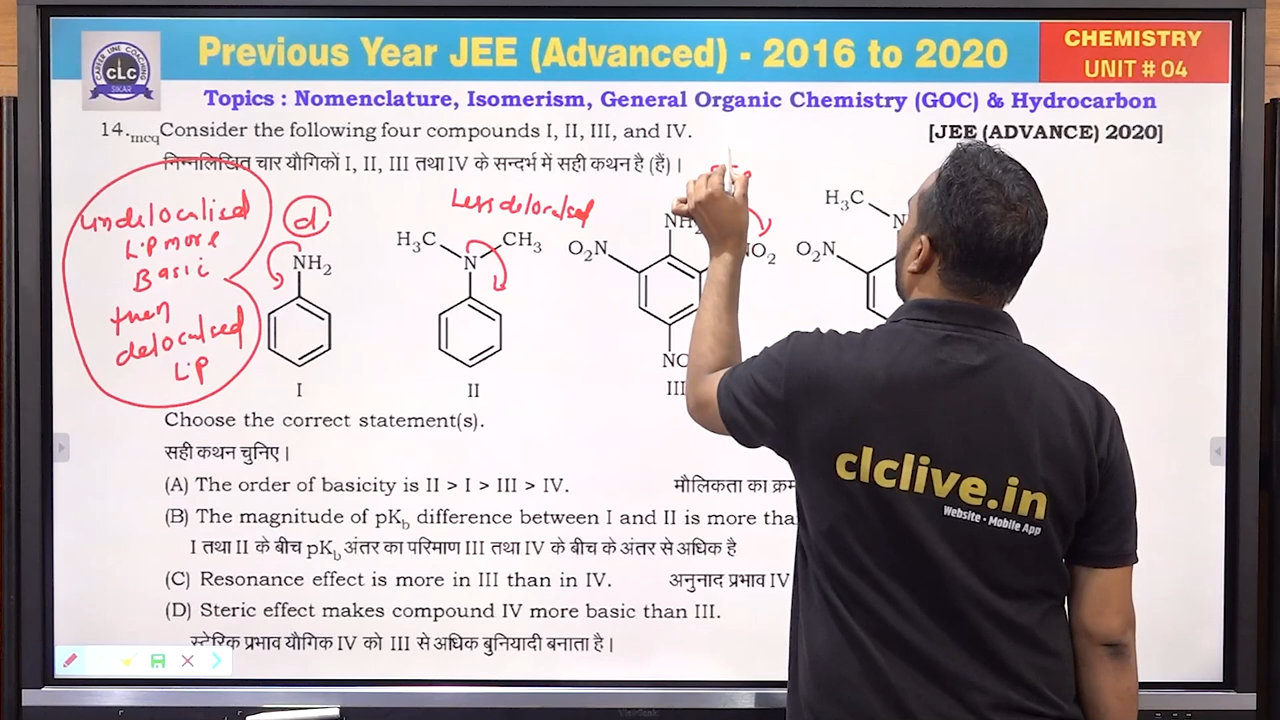 CAREER LINE COACHING
CLC
SIKAR
Previous Year JEE (Advanced) - 2016 to 2020
CHEMISTRY
UNIT # 04
Topics : Nomenclature, Isomerism, General Organic Chemistry (GOC) & Hydrocarbon
14. mcq Consider the following four compounds I, II, III, and IV.
[JEE (ADVANCE) 2020]
निम्नलिखित चार यौगिकों I, II, III तथा IV के सन्दर्भ में सही कथन है (हैं)।
undelocalised
l.p more
Basic
then
delocalised
l.p
d
NH₂
I
Less delocalised
H₃C
CH₃
N
II
NH₂
O₂N
NO₂
III
H₃C
N
O₂N
Choose the correct statement(s).
सही कथन चुनिए।
(A) The order of basicity is II > I > III > IV.
मौलिकता का
(B) The magnitude of pKb difference between I and II is more
I तथा II के बीच pKb अंतर का परिमाण III तथा IV के बीच के अंतर से अधिक है
(C) Resonance effect is more in III than in IV.
अनुनाद प्रभाव IV
(D) Steric effect makes compound IV more basic than III.
स्टेरिक प्रभाव यौगिक IV को III से अधिक बुनियादी बनाता है।
clclive.in
Website • Mobile App
ViewSonic